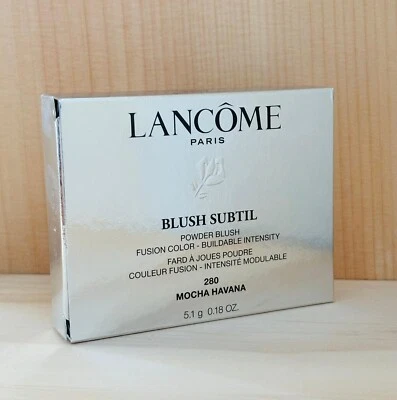 LANCÔME
PARIS
BLUSH SUBTIL
POWDER BLUSH
FUSION COLOR - BUILDABLE INTENSITY
FARD À JOUES POUDRE
COULEUR FUSION - INTENSITÉ MODULABLE
280
MOCHA HAVANA
5.1 g 0.18 OZ.